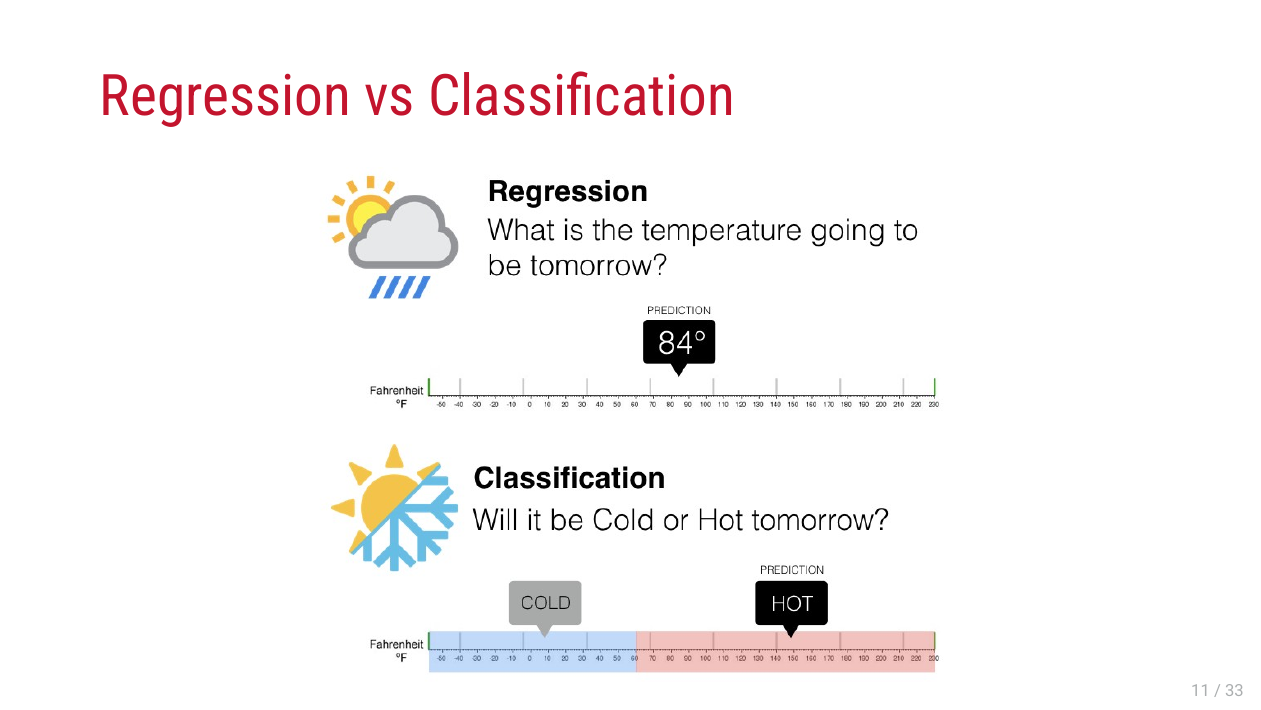 Regression vs Classification
Regression
What is the temperature going to
be tomorrow?
PREDICTION
84°
Fahrenheit
°F
-50 -40 -30 -20 -10 0 10 20 30 40 50 60 70 80 90 100 110 120 130 140 150 160 170 180 190 200 210 220 230
Classification
Will it be Cold or Hot tomorrow?
PREDICTION
COLD
HOT
Fahrenheit
°F
-50 -40 -30 -20 -10 0 10 20 30 40 50 60 70 80 90 100 110 120 130 140 150 160 170 180 190 200 210 220 230
11 / 33